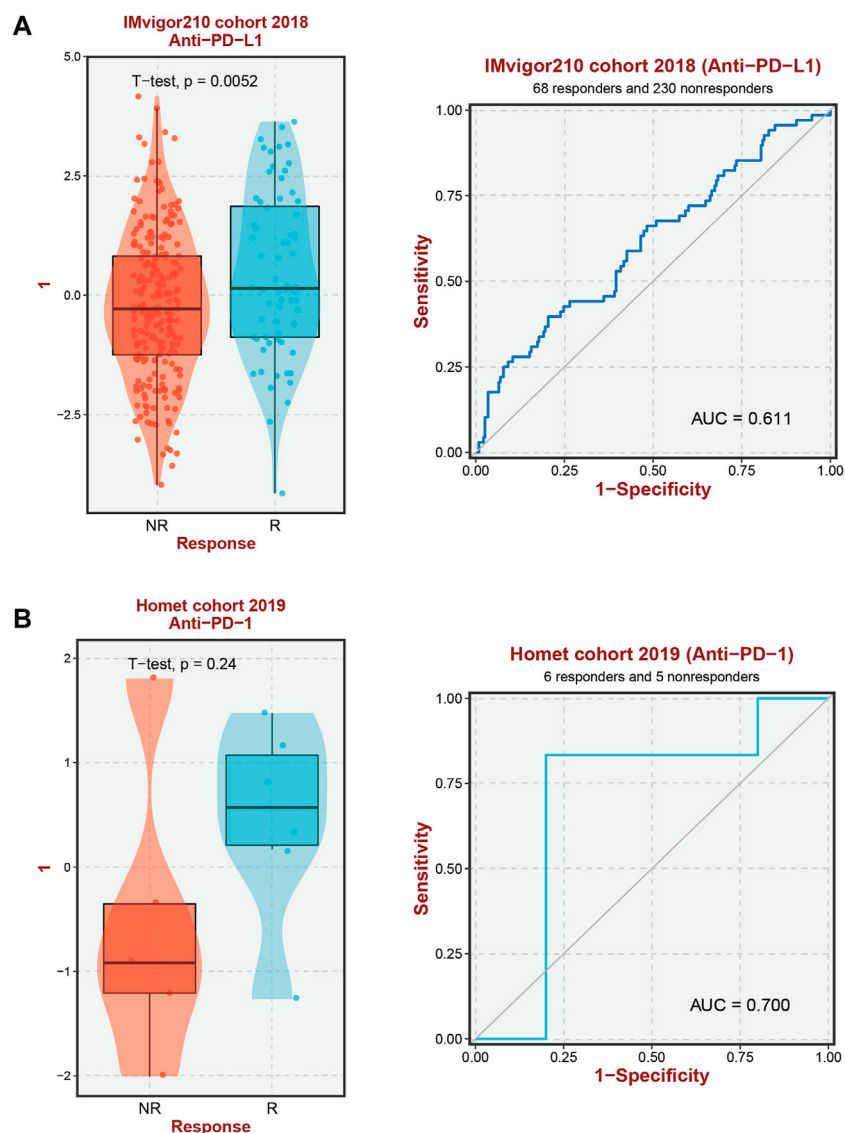 A
IMvigor210 cohort 2018
Anti−PD−L1
T−test, p = 0.0052
5.0
2.5
0.0
−2.5
1
NR
R
Response
IMvigor210 cohort 2018 (Anti−PD−L1)
68 responders and 230 nonresponders
1.00
0.75
0.50
0.25
0.00
Sensitivity
AUC = 0.611
0.00
0.25
0.50
0.75
1.00
1−Specificity
B
Homet cohort 2019
Anti−PD−1
T−test, p = 0.24
2
1
0
−1
−2
1
NR
R
Response
Homet cohort 2019 (Anti−PD−1)
6 responders and 5 nonresponders
1.00
0.75
0.50
0.25
0.00
Sensitivity
AUC = 0.700
0.00
0.25
0.50
0.75
1.00
1−Specificity